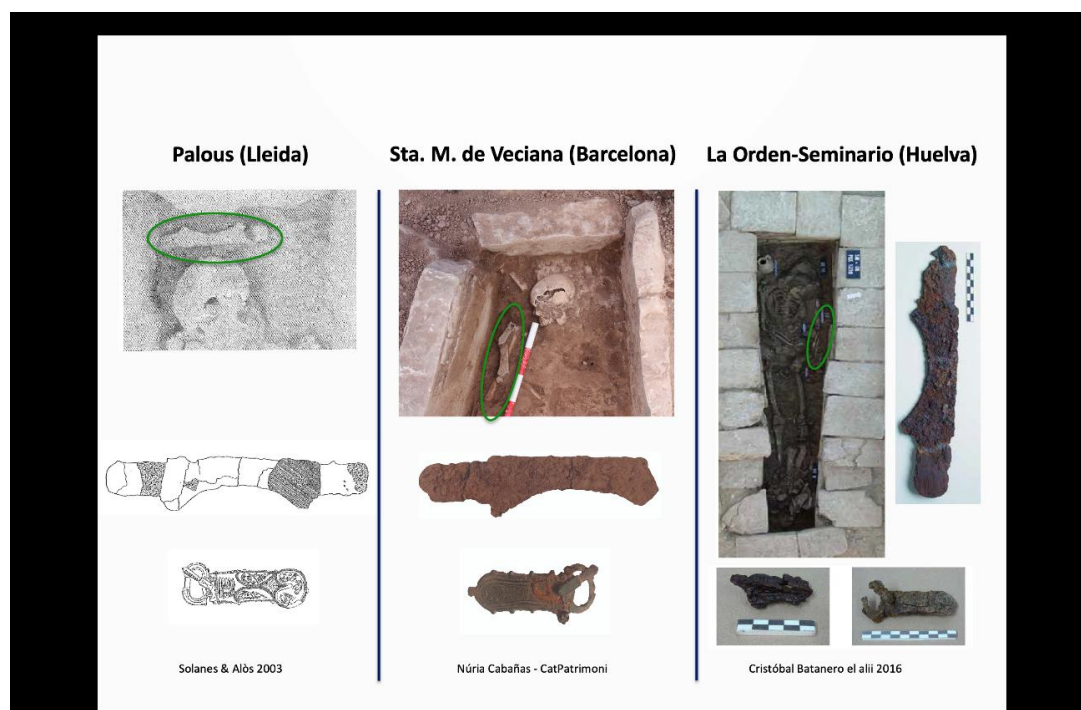 Palous (Lleida)
Sta. M. de Veciana (Barcelona)
La Orden-Seminario (Huelva)
Solanes & Alòs 2003
Núria Cabañas - CatPatrimoni
Cristóbal Batanero el alii 2016